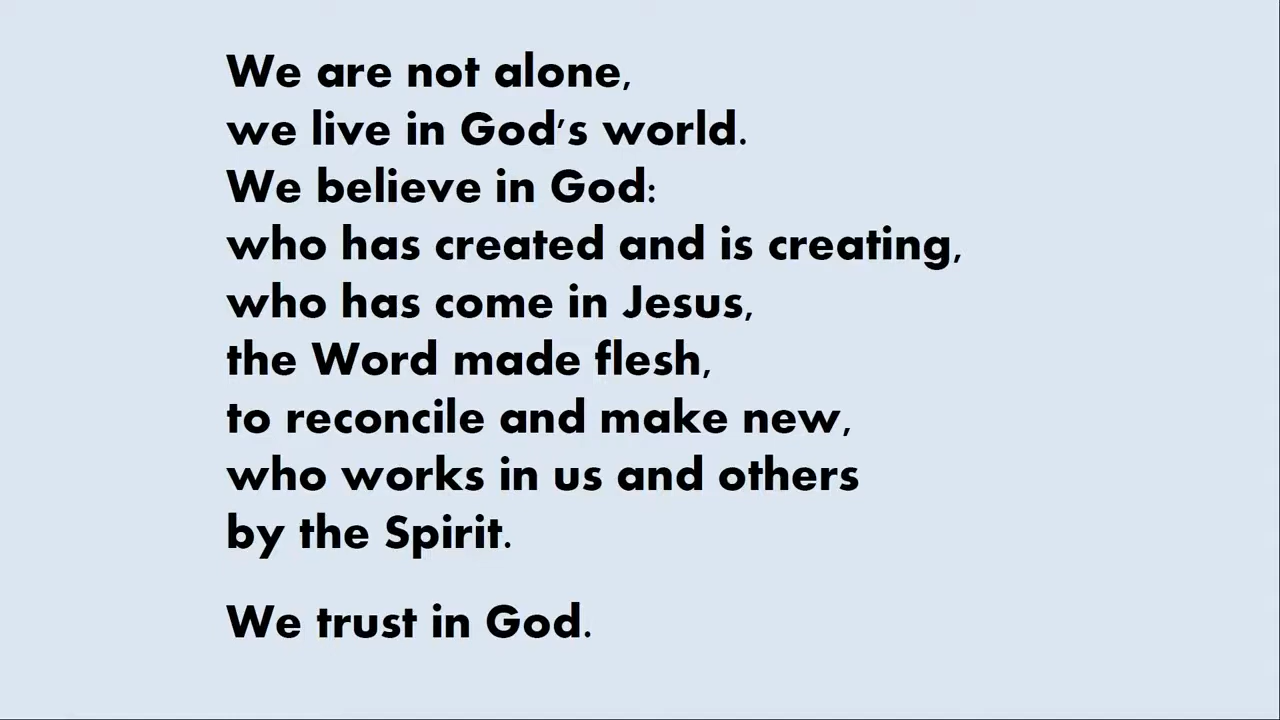 We are not alone,
we live in God's world.
We believe in God:
who has created and is creating,
who has come in Jesus,
the Word made flesh,
to reconcile and make new,
who works in us and others
by the Spirit.
We trust in God.